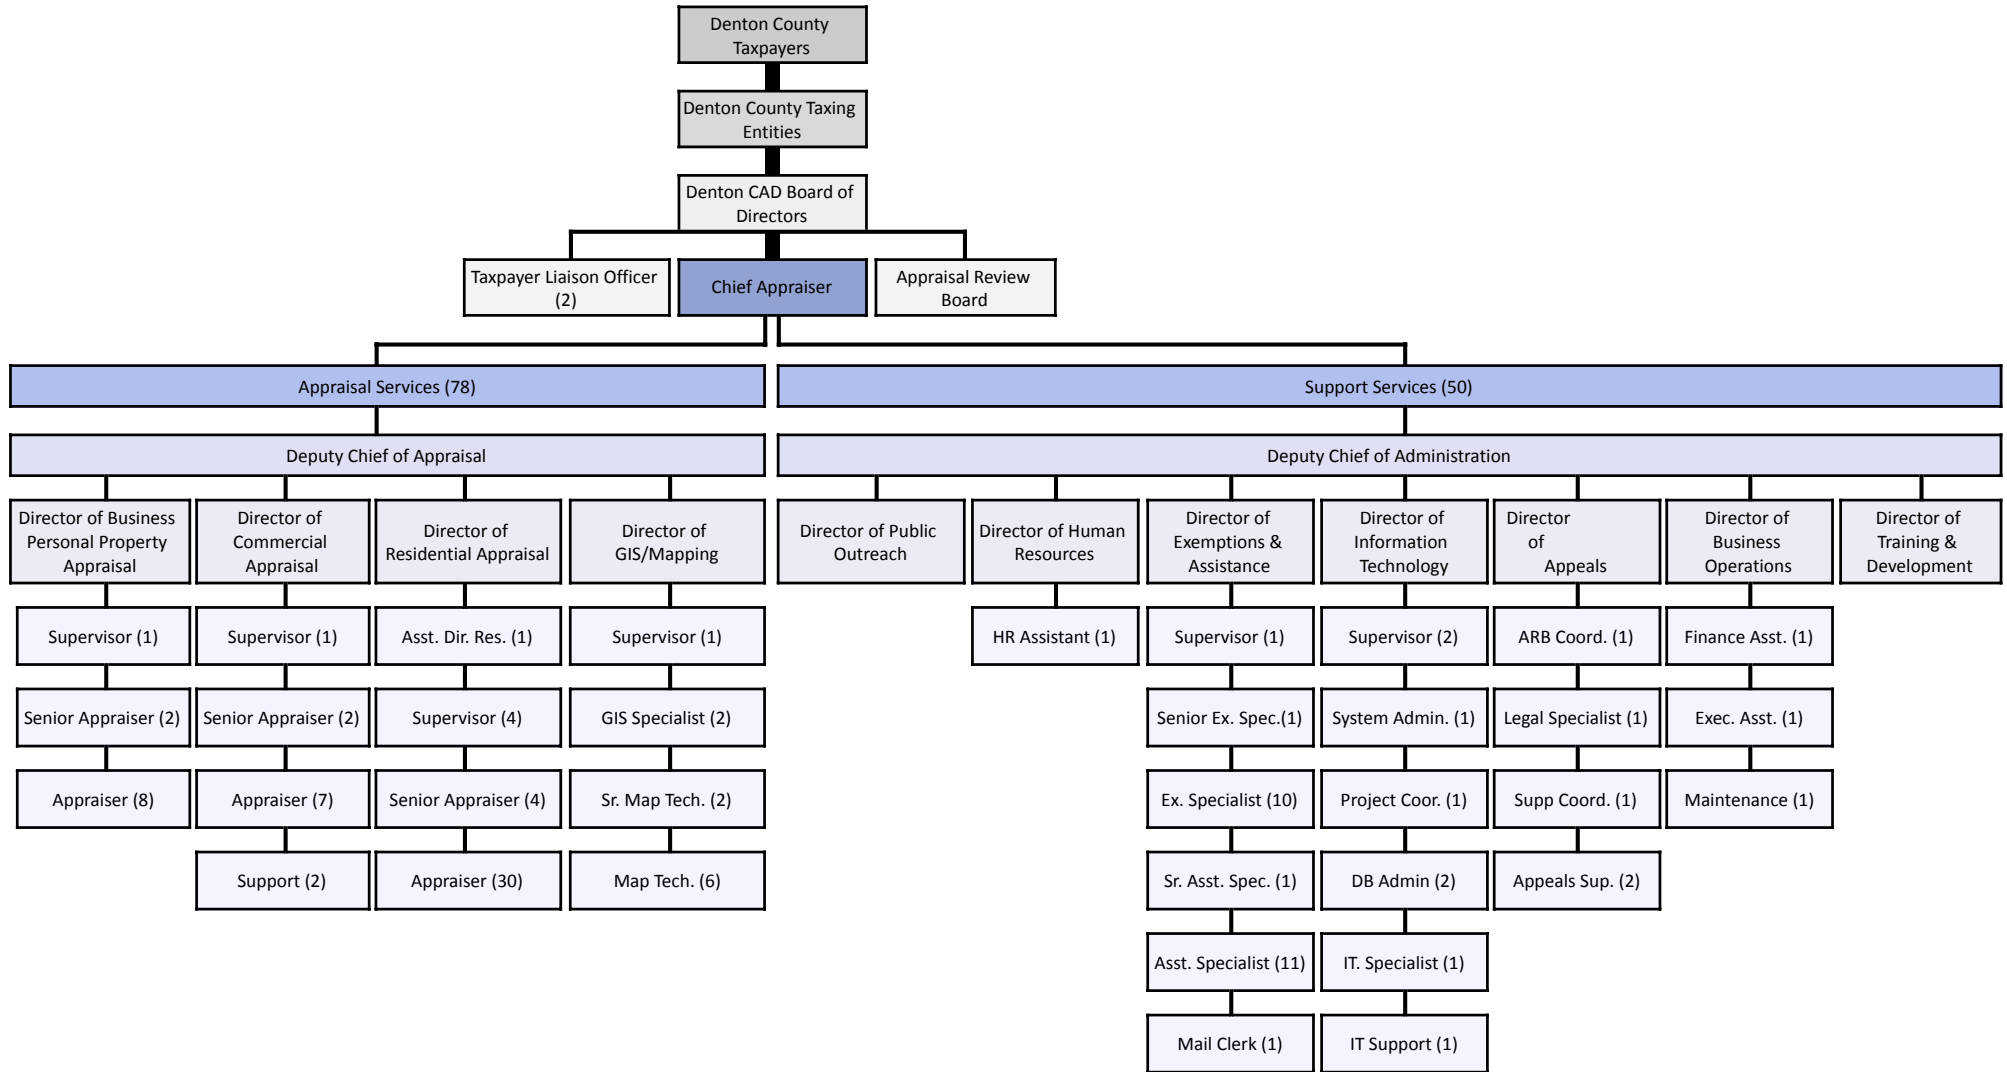 Denton County
Taxpayers
Denton County Taxing
Entities
Denton CAD Board of
Directors
Taxpayer Liaison Officer
(2)
Chief Appraiser
Appraisal Review
Board
Appraisal Services (78)
Support Services (50)
Deputy Chief of Appraisal
Deputy Chief of Administration
Director of Business
Personal Property
Appraisal
Director of
Commercial
Appraisal
Director of
Residential Appraisal
Director of
GIS/Mapping
Director of Public
Outreach
Director of Human
Resources
Director of
Exemptions &
Assistance
Director of
Information
Technology
Director
of
Appeals
Director of
Business
Operations
Director of
Training &
Development
Supervisor (1)
Supervisor (1)
Asst. Dir. Res. (1)
Supervisor (1)
HR Assistant (1)
Supervisor (1)
Supervisor (2)
ARB Coord. (1)
Finance Asst. (1)
Senior Appraiser (2)
Senior Appraiser (2)
Supervisor (4)
GIS Specialist (2)
Senior Ex. Spec.(1)
System Admin. (1)
Legal Specialist (1)
Exec. Asst. (1)
Appraiser (8)
Appraiser (7)
Senior Appraiser (4)
Sr. Map Tech. (2)
Ex. Specialist (10)
Project Coor. (1)
Supp Coord. (1)
Maintenance (1)
Support (2)
Appraiser (30)
Map Tech. (6)
Sr. Asst. Spec. (1)
DB Admin (2)
Appeals Sup. (2)
Asst. Specialist (11)
IT. Specialist (1)
Mail Clerk (1)
IT Support (1)